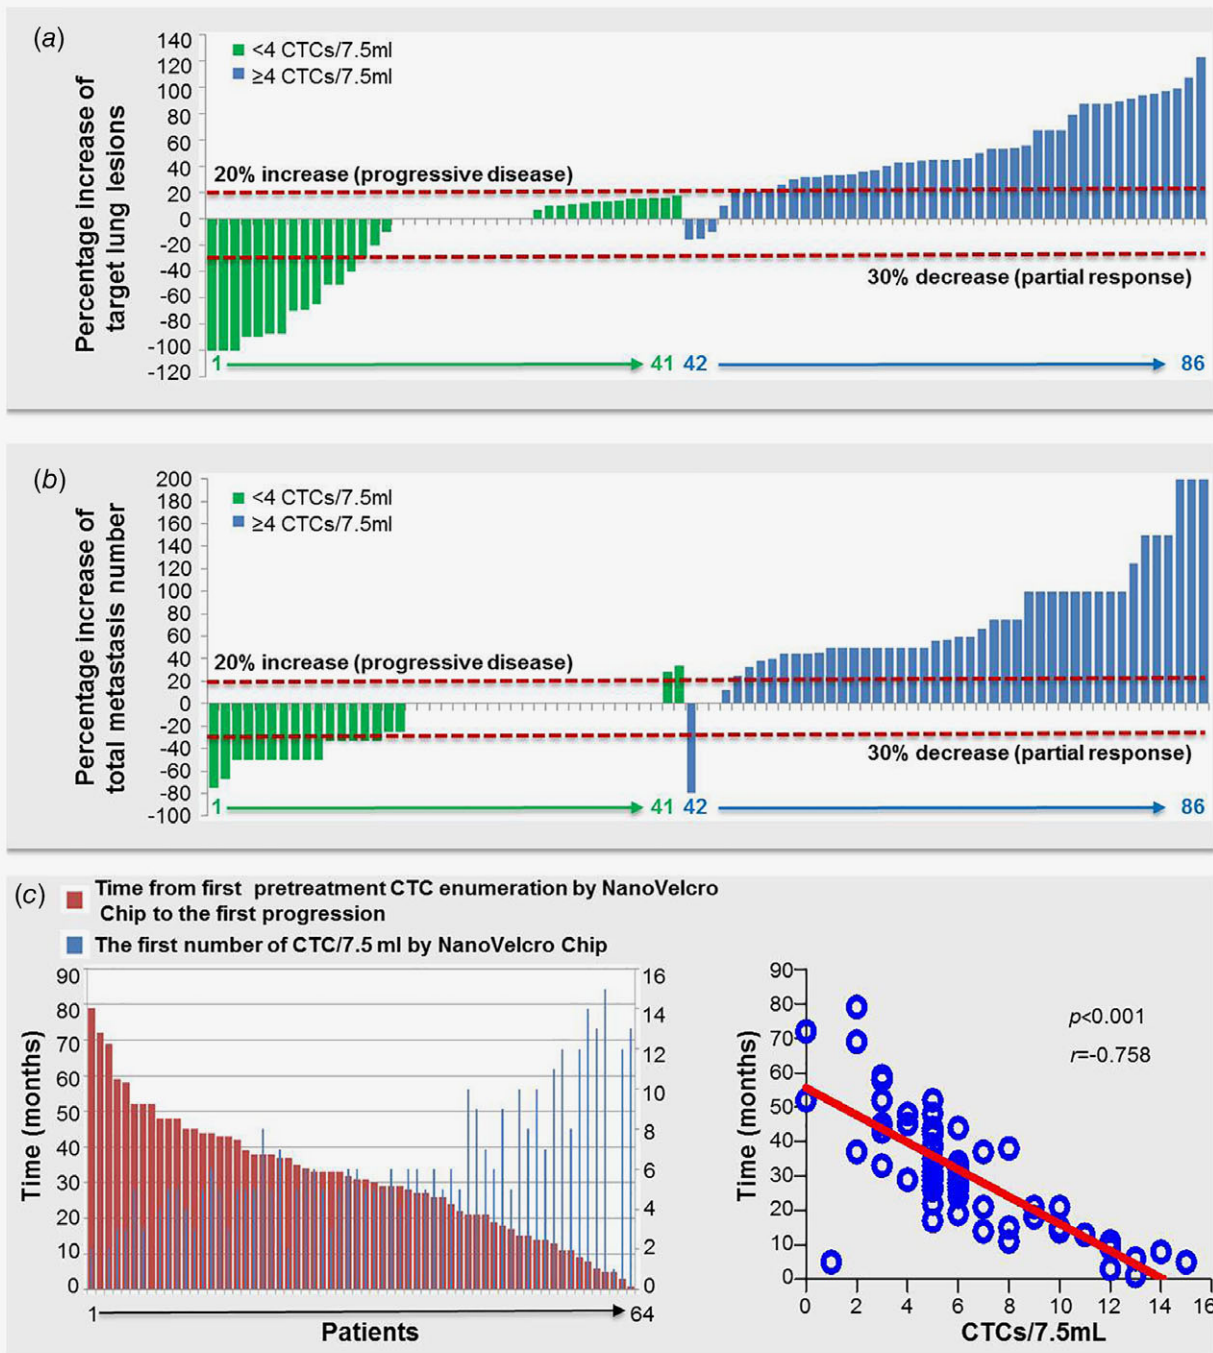 (a)
Percentage increase of
target lung lesions
140
120
100
80
60
40
20
0
-20
-40
-60
-80
-100
-120
<4 CTCs/7.5ml
≥4 CTCs/7.5ml
20% increase (progressive disease)
30% decrease (partial response)
1 41 42 86
(b)
Percentage increase of
total metastasis number
200
180
160
140
120
100
80
60
40
20
0
-20
-40
-60
-80
-100
<4 CTCs/7.5ml
≥4 CTCs/7.5ml
20% increase (progressive disease)
30% decrease (partial response)
1 41 42 86
(c)
Time from first pretreatment CTC enumeration by NanoVelcro
Chip to the first progression
The first number of CTC/7.5 ml by NanoVelcro Chip
Time (months)
90
80
70
60
50
40
30
20
10
0
16
14
12
10
8
6
4
2
0
1 64
Patients
Time (months)
90
80
70
60
50
40
30
20
10
0
p<0.001
r=-0.758
0 2 4 6 8 10 12 14 16
CTCs/7.5mL